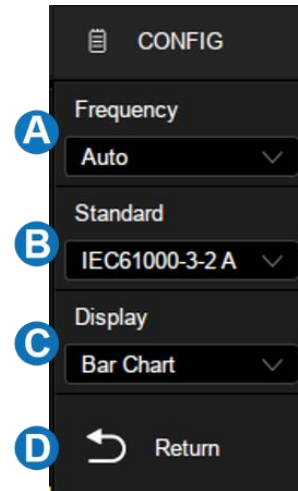 CONFIG
A
Frequency
Auto
B
Standard
IEC61000-3-2 A
C
Display
Bar Chart
D
Return